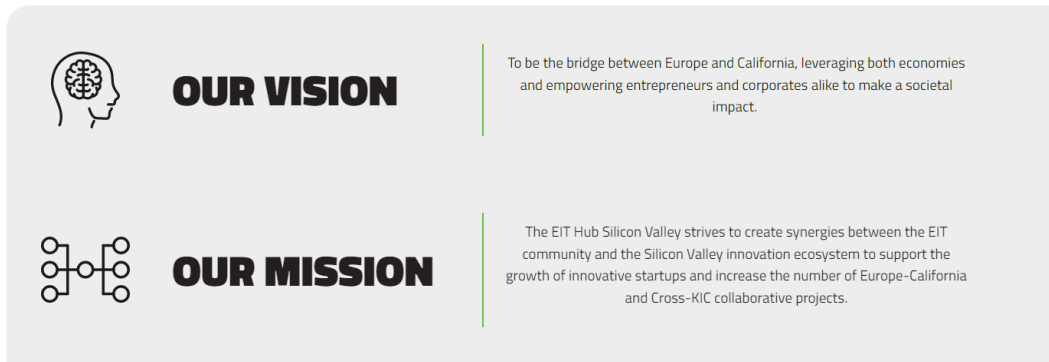 OUR VISION
To be the bridge between Europe and California, leveraging both economies
and empowering entrepreneurs and corporates alike to make a societal
impact.
OUR MISSION
The EIT Hub Silicon Valley strives to create synergies between the EIT
community and the Silicon Valley innovation ecosystem to support the
growth of innovative startups and increase the number of Europe-California
and Cross-KIC collaborative projects.